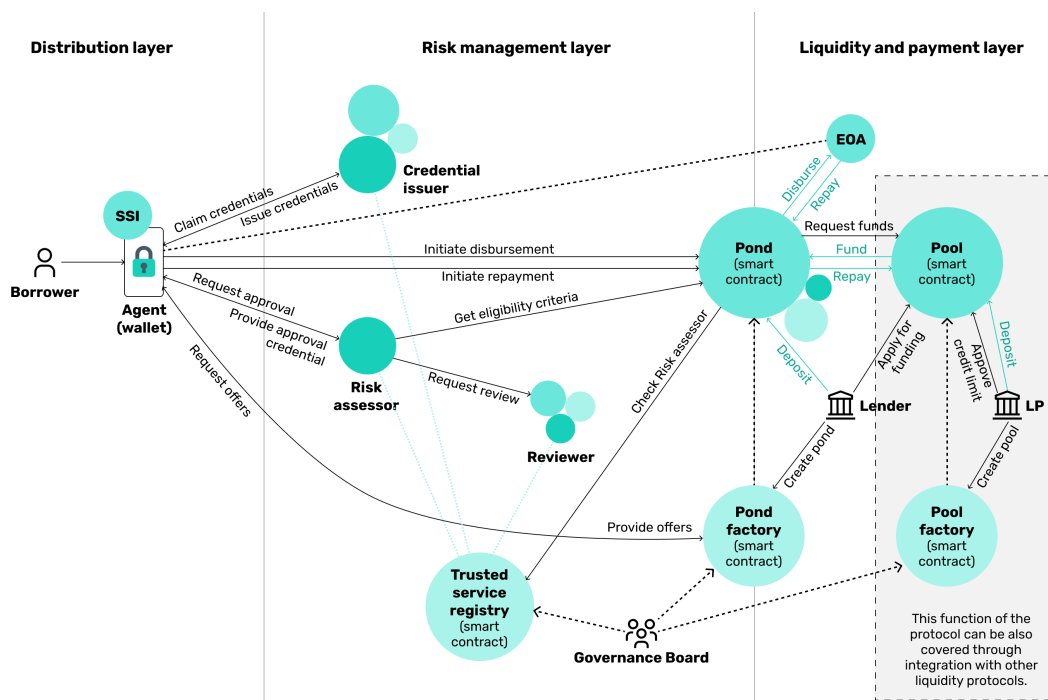 Distribution layer
Risk management layer
Liquidity and payment layer
EOA
Credential
issuer
Disburse
Repay
Claim credentials
Issue credentials
SSI
Borrower
Agent
(wallet)
Initiate disbursement
Initiate repayment
Request funds
Fund
Repay
Pond
(smart
contract)
Pool
(smart
contract)
Request approval
Provide approval
credential
Get eligibility criteria
Request offers
Risk
assessor
Request review
Reviewer
Check Risk assessor
Deposit
Apply for
funding
Appove
credit limit
Deposit
Lender
LP
Create pond
Create pool
Provide offers
Pond
factory
(smart
contract)
Pool
factory
(smart
contract)
Trusted
service
registry
(smart
contract)
Governance Board
This function of the
protocol can be also
covered through
integration with other
liquidity protocols.